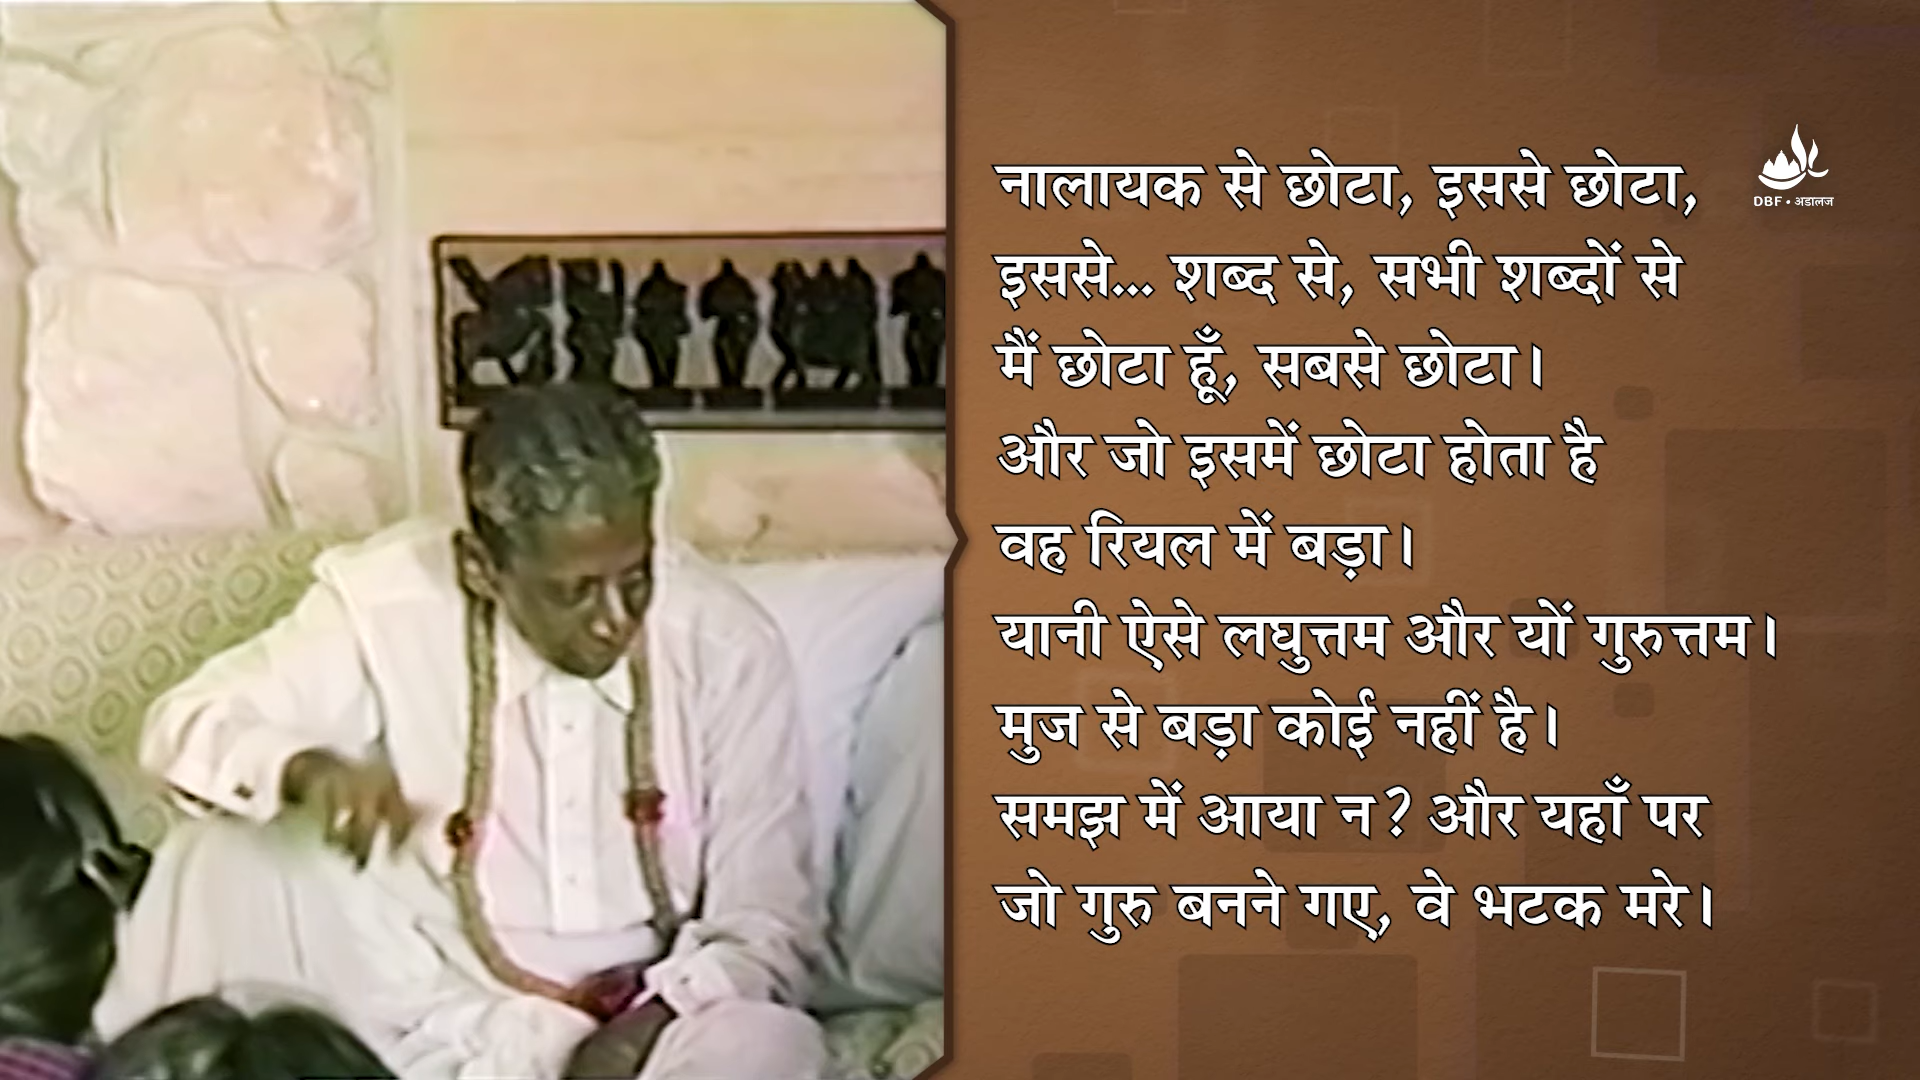 नालायक से छोटा, इससे छोटा,
इससे... शब्द से, सभी शब्दों से
मैं छोटा हूँ, सबसे छोटा।
और जो इसमें छोटा होता है
वह रियल में बड़ा।
यानी ऐसे लघुत्तम और यों गुरुत्तम।
मुज से बड़ा कोई नहीं है।
समझ में आया न? और यहाँ पर
जो गुरु बनने गए, वे भटक मरे।
DBF • अडालज